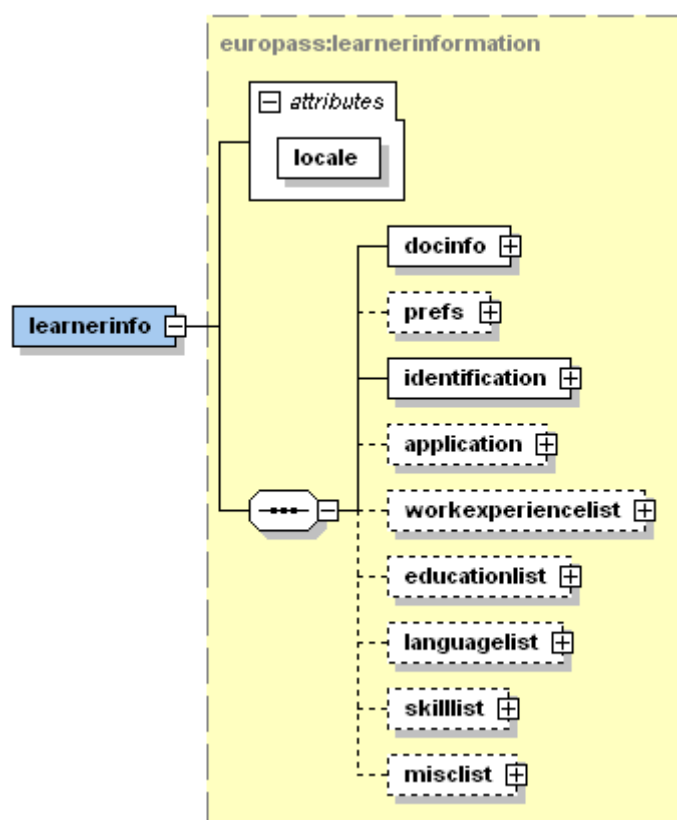 europass:learnerinformation
attributes
locale
docinfo
prefs
learnerinfo
identification
application
workexperiencelist
educationlist
languagelist
skilllist
misclist